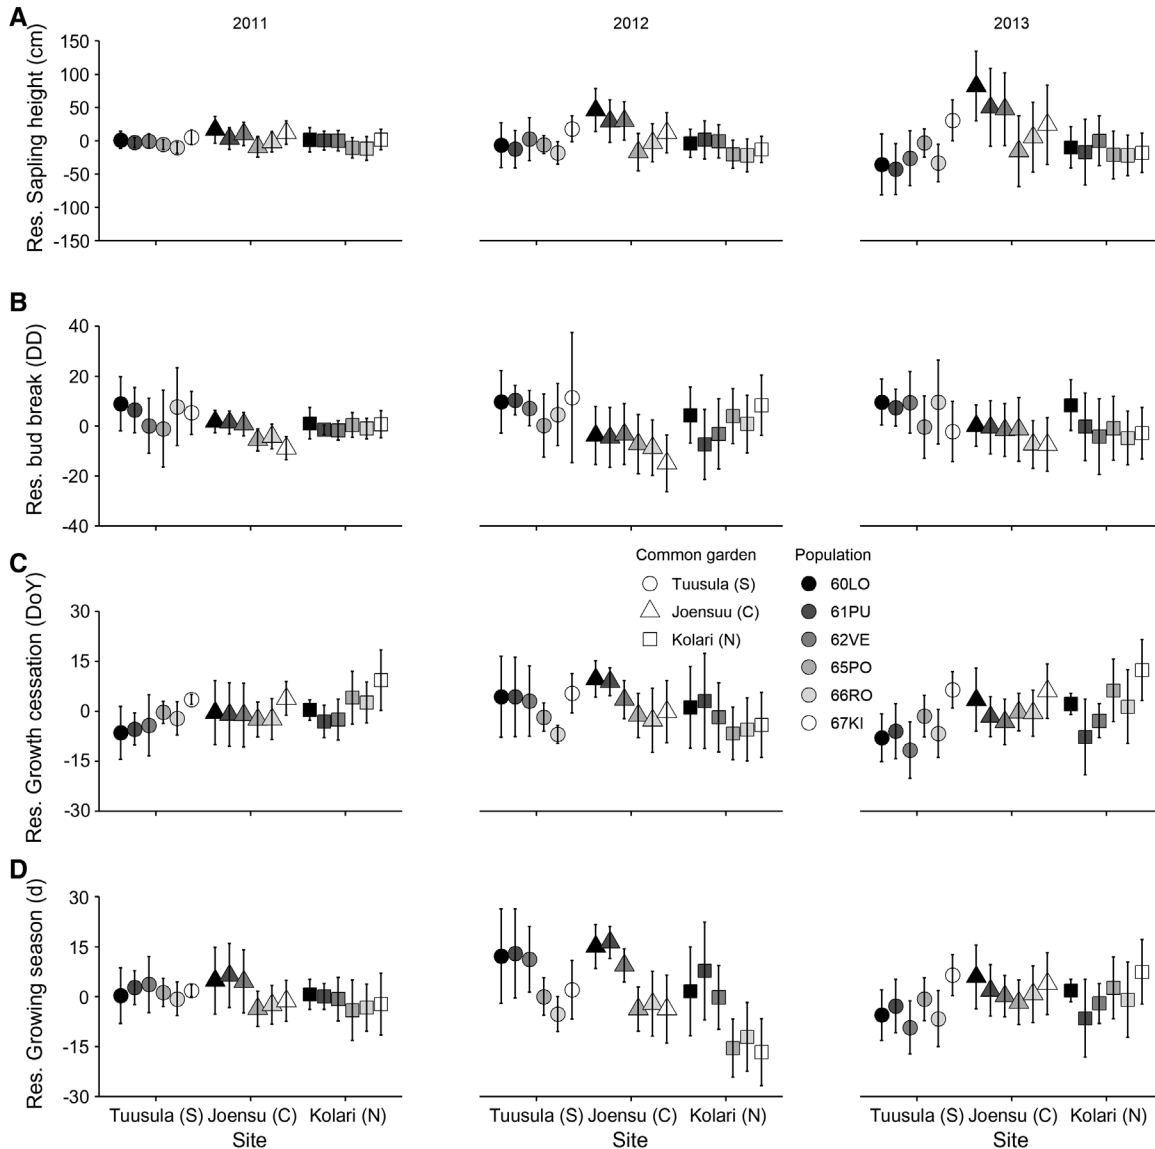 A
2011
2012
2013
Res. Sapling height (cm)
150
100
50
0
-50
-100
-150
B
Res. bud break (DD)
40
20
0
-20
-40
C
Res. Growth cessation (DoY)
30
15
0
-15
-30
Common garden
Tuusula (S)
Joensuu (C)
Kolari (N)
Population
60LO
61PU
62VE
65PO
66RO
67KI
D
Res. Growing season (d)
30
15
0
-15
-30
Tuusula (S) Joensu (C) Kolari (N)
Site
Tuusula (S) Joensu (C) Kolari (N)
Site
Tuusula (S) Joensu (C) Kolari (N)
Site